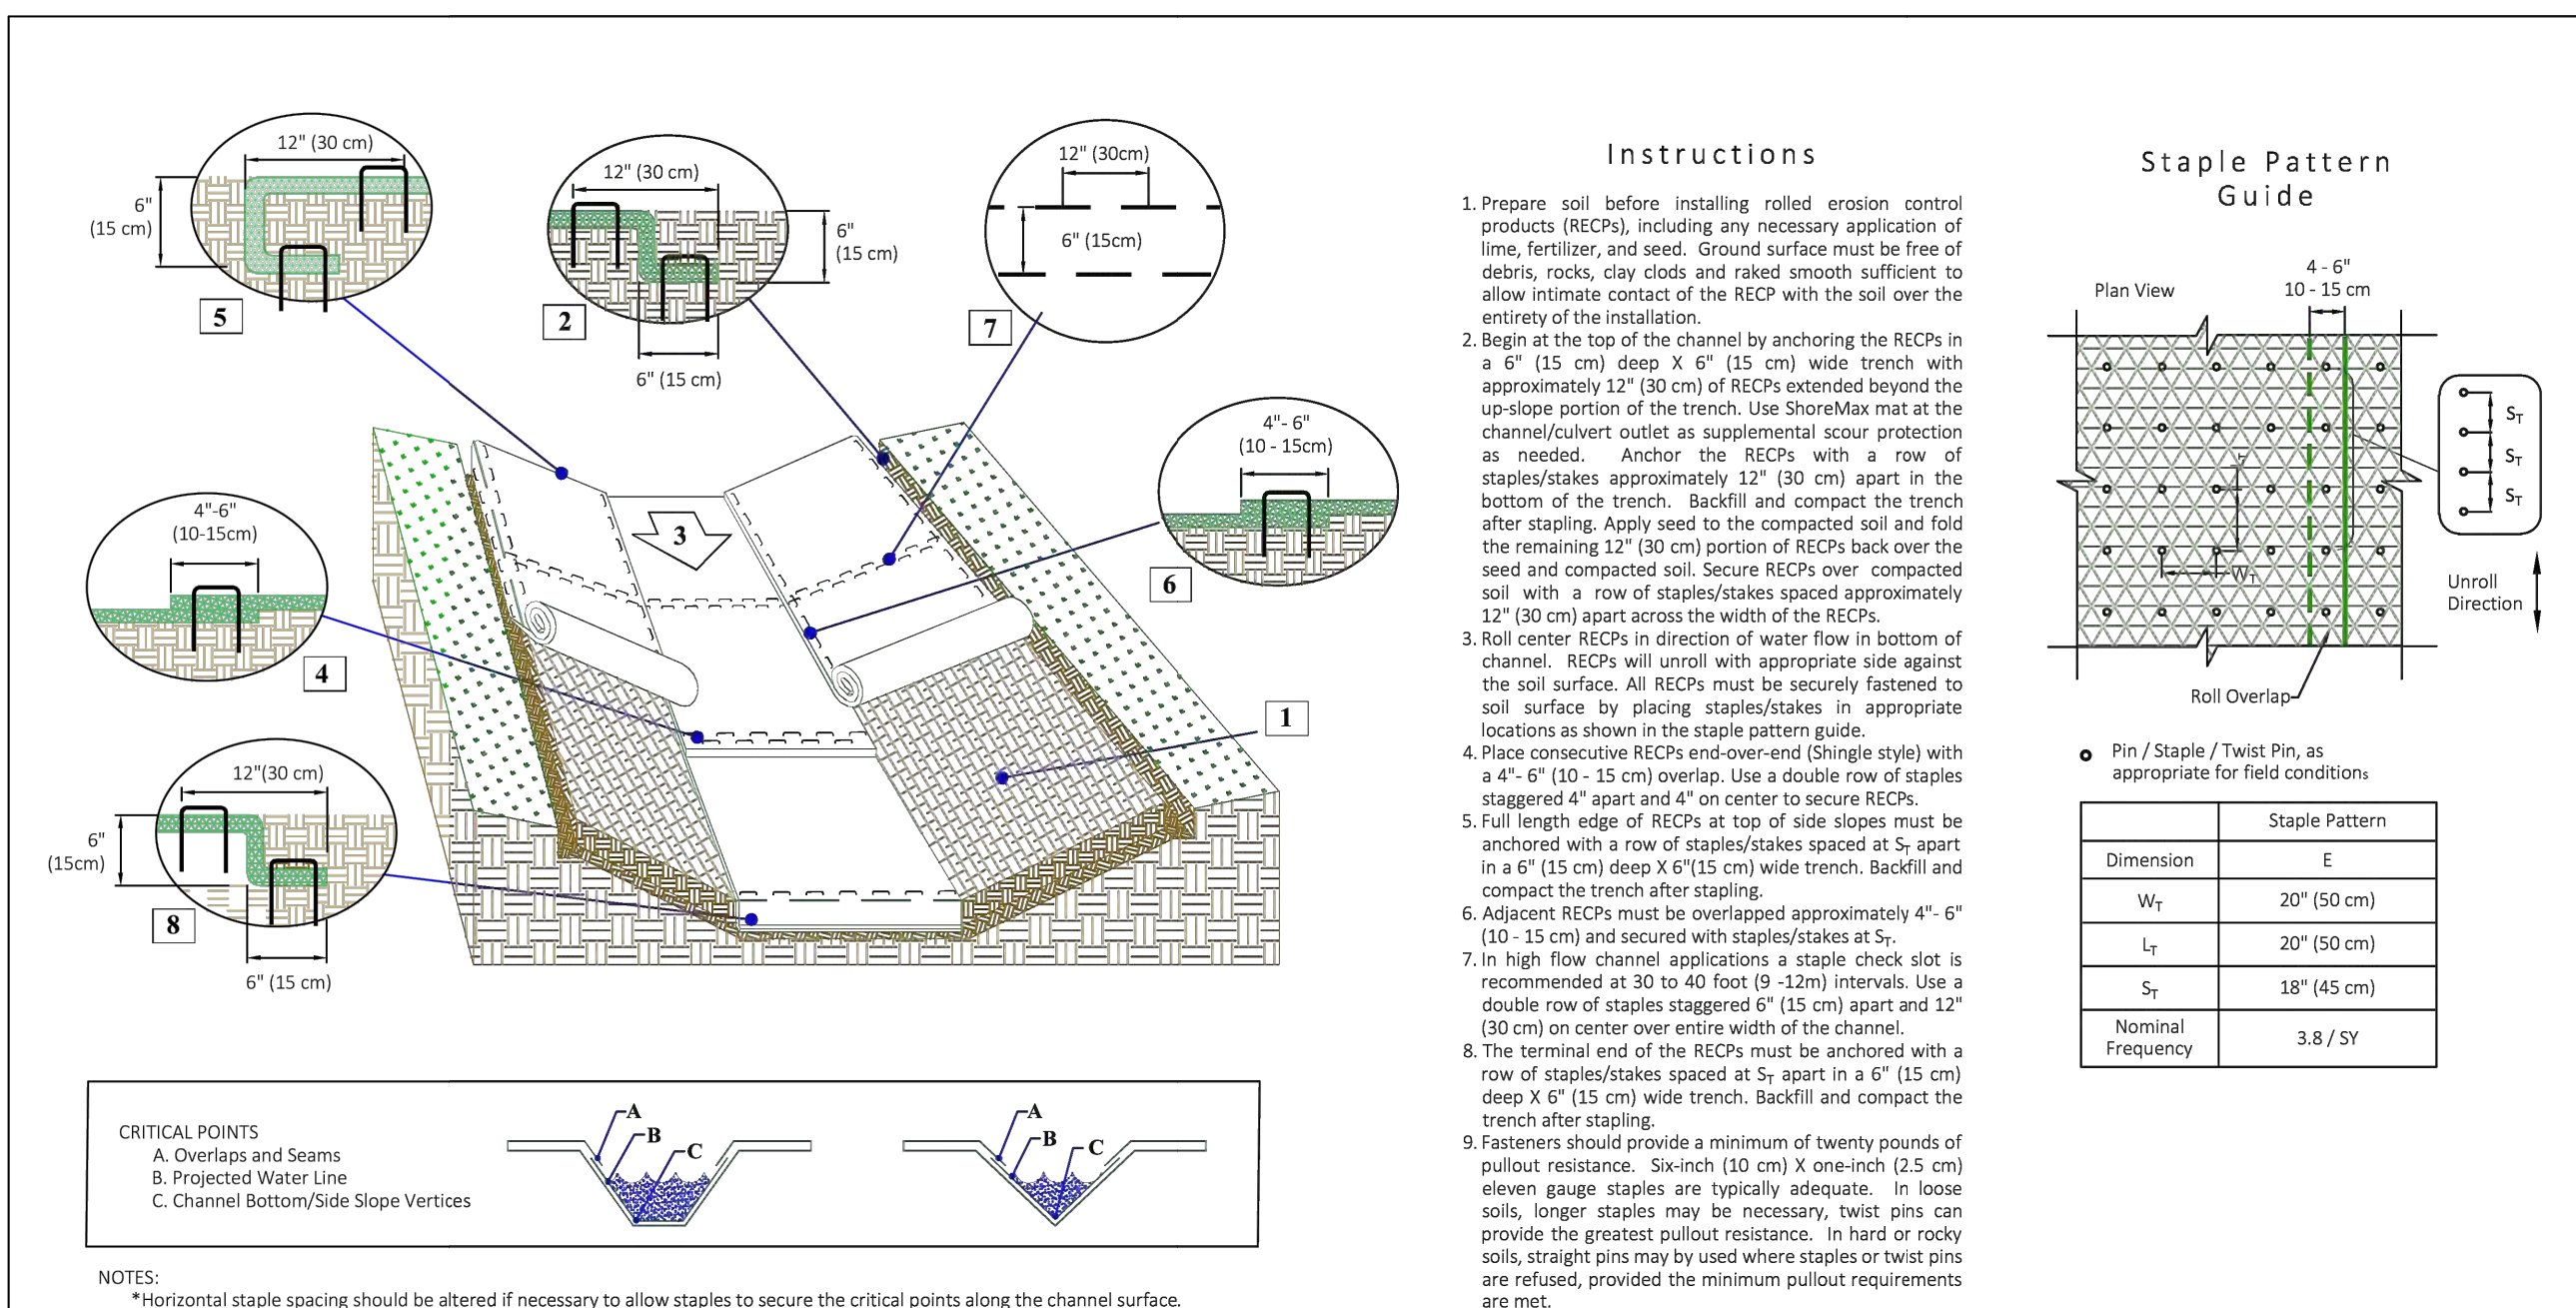 12" (30 cm)
6"
(15 cm)
5
12" (30 cm)
6"
(15 cm)
2
6" (15 cm)
12" (30cm)
6" (15cm)
7
4"- 6"
(10 - 15cm)
6
3
4"-6"
(10-15cm)
4
1
12"(30 cm)
6"
(15cm)
8
6" (15 cm)
CRITICAL POINTS
A. Overlaps and Seams
B. Projected Water Line
C. Channel Bottom/Side Slope Vertices
A
B
C
A
B
C
NOTES:
*Horizontal staple spacing should be altered if necessary to allow staples to secure the critical points along the channel surface.
Instructions
1. Prepare soil before installing rolled erosion control
products (RECPs), including any necessary application of
lime, fertilizer, and seed. Ground surface must be free of
debris, rocks, clay clods and raked smooth sufficient to
allow intimate contact of the RECP with the soil over the
entirety of the installation.
2. Begin at the top of the channel by anchoring the RECPs in
a 6" (15 cm) deep X 6" (15 cm) wide trench with
approximately 12" (30 cm) of RECPs extended beyond the
up-slope portion of the trench. Use ShoreMax mat at the
channel/culvert outlet as supplemental scour protection
as needed. Anchor the RECPs with a row of
staples/stakes approximately 12" (30 cm) apart in the
bottom of the trench. Backfill and compact the trench
after stapling. Apply seed to the compacted soil and fold
the remaining 12" (30 cm) portion of RECPs back over the
seed and compacted soil. Secure RECPs over compacted
soil with a row of staples/stakes spaced approximately
12" (30 cm) apart across the width of the RECPs.
3. Roll center RECPs in direction of water flow in bottom of
channel. RECPs will unroll with appropriate side against
the soil surface. All RECPs must be securely fastened to
soil surface by placing staples/stakes in appropriate
locations as shown in the staple pattern guide.
4. Place consecutive RECPs end-over-end (Shingle style) with
a 4"- 6" (10 - 15 cm) overlap. Use a double row of staples
staggered 4" apart and 4" on center to secure RECPs.
5. Full length edge of RECPs at top of side slopes must be
anchored with a row of staples/stakes spaced at ST apart
in a 6" (15 cm) deep X 6"(15 cm) wide trench. Backfill and
compact the trench after stapling.
6. Adjacent RECPs must be overlapped approximately 4"- 6"
(10 - 15 cm) and secured with staples/stakes at ST.
7. In high flow channel applications a staple check slot is
recommended at 30 to 40 foot (9 -12m) intervals. Use a
double row of staples staggered 6" (15 cm) apart and 12"
(30 cm) on center over entire width of the channel.
8. The terminal end of the RECPs must be anchored with a
row of staples/stakes spaced at ST apart in a 6" (15 cm)
deep X 6" (15 cm) wide trench. Backfill and compact the
trench after stapling.
9. Fasteners should provide a minimum of twenty pounds of
pullout resistance. Six-inch (10 cm) X one-inch (2.5 cm)
eleven gauge staples are typically adequate. In loose
soils, longer staples may be necessary, twist pins can
provide the greatest pullout resistance. In hard or rocky
soils, straight pins may by used where staples or twist pins
are refused, provided the minimum pullout requirements
are met.
Staple Pattern
Guide
4 - 6"
10 - 15 cm
Plan View
ST
ST
ST
WT
Unroll
Direction
Roll Overlap
Pin / Staple / Twist Pin, as
appropriate for field conditions
Staple Pattern
Dimension E
WT 20" (50 cm)
LT 20" (50 cm)
ST 18" (45 cm)
Nominal
Frequency 3.8 / SY